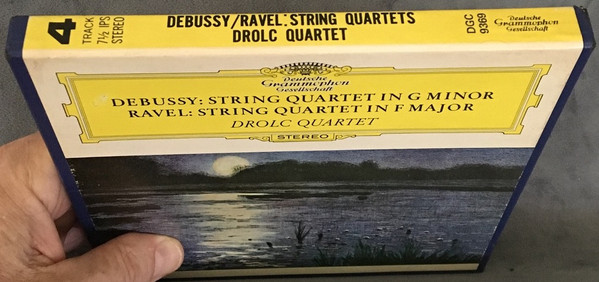 4
TRACK
7½ IPS
STEREO
DEBUSSY/RAVEL: STRING QUARTETS
DROLC QUARTET
DGC
9369
Deutsche
Grammophon
Gesellschaft
Deutsche
Grammophon
Gesellschaft
DEBUSSY: STRING QUARTET IN G MINOR
RAVEL: STRING QUARTET IN F MAJOR
DROLC QUARTET
STEREO